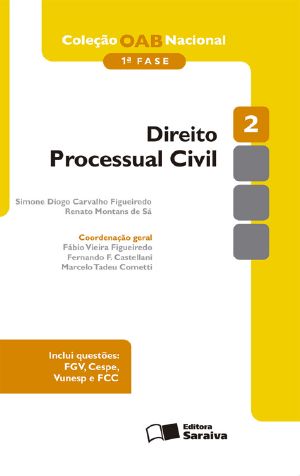 Coleção OAB Nacional
1ª FASE
2
Direito
Processual Civil
Simone Diogo Carvalho Figueiredo
Renato Montans de Sá
Coordenação geral
Fábio Vieira Figueiredo
Fernando F. Castellani
Marcelo Tadeu Cometti
Inclui questões:
FGV, Cespe,
Vunesp e FCC
Editora
Saraiva